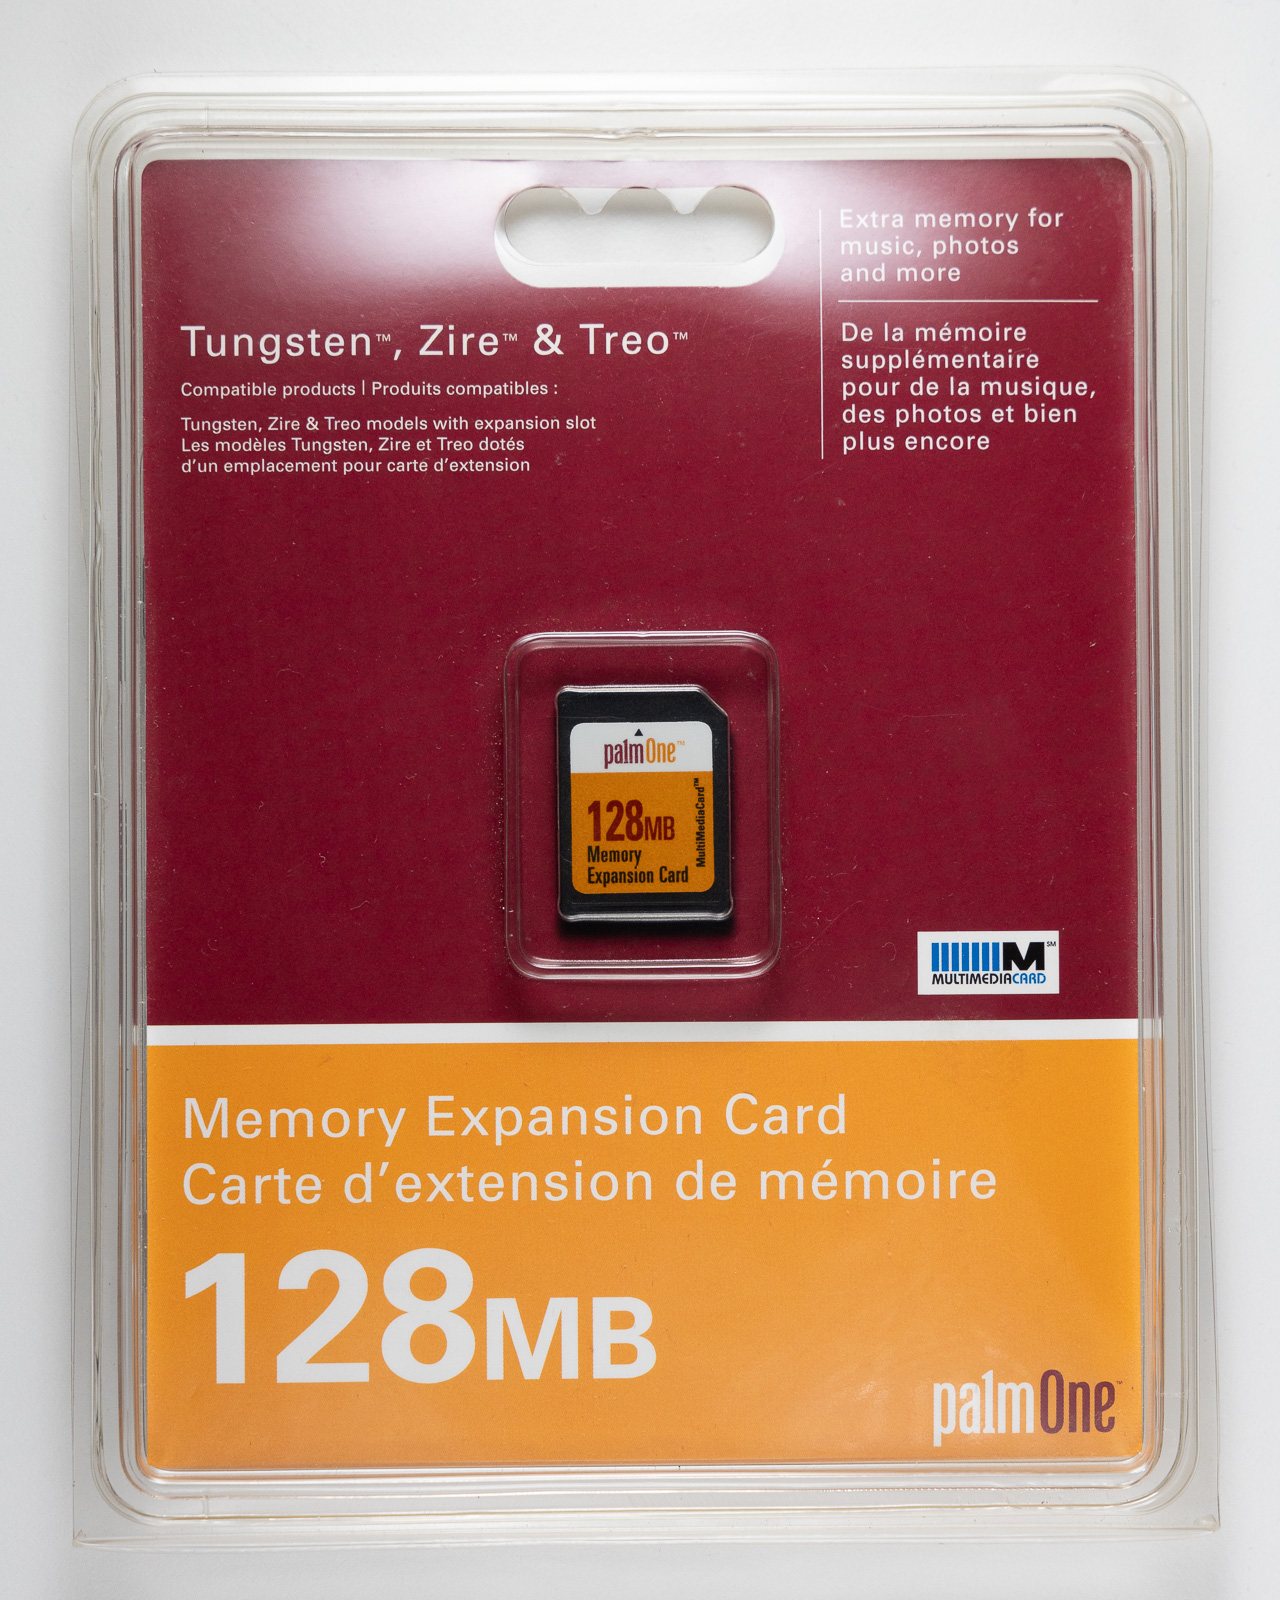 Extra memory for
music, photos
and more
De la mémoire
supplémentaire
pour de la musique,
des photos et bien
plus encore
Tungsten™, Zire™ & Treo™
Compatible products | Produits compatibles :
Tungsten, Zire & Treo models with expansion slot
Les modèles Tungsten, Zire et Treo dotés
d'un emplacement pour carte d'extension
palmOne™
128MB
Memory
Expansion Card
MultiMediaCard™
M SM
MULTIMEDIACARD
Memory Expansion Card
Carte d'extension de mémoire
128MB
palmOne™